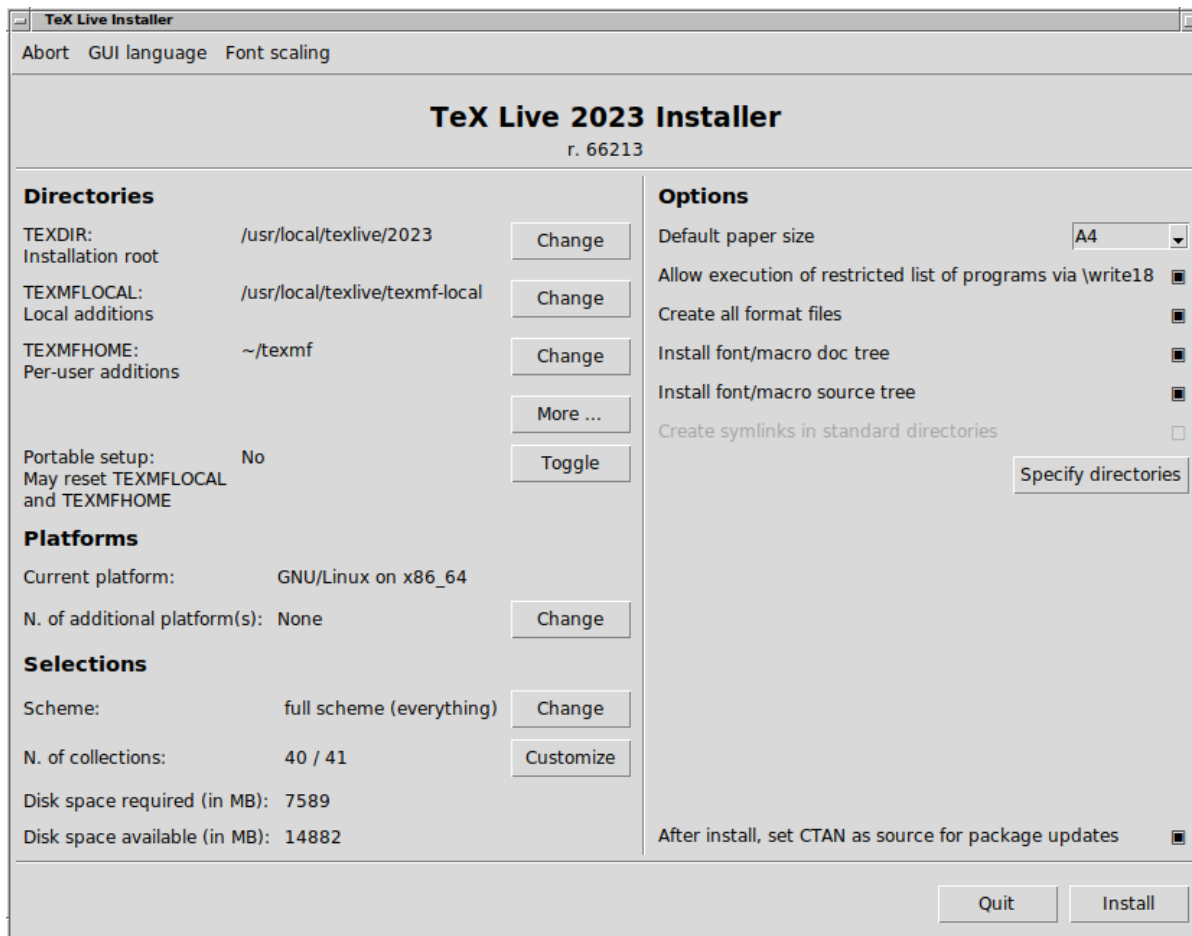 TeX Live Installer
Abort GUI language Font scaling
TeX Live 2023 Installer
r. 66213
Directories
TEXDIR: /usr/local/texlive/2023 Change
Installation root
TEXMFLOCAL: /usr/local/texlive/texmf-local Change
Local additions
TEXMFHOME: ~/texmf Change
Per-user additions
More ...
Portable setup: No Toggle
May reset TEXMFLOCAL
and TEXMFHOME
Platforms
Current platform: GNU/Linux on x86_64
N. of additional platform(s): None Change
Selections
Scheme: full scheme (everything) Change
N. of collections: 40 / 41 Customize
Disk space required (in MB): 7589
Disk space available (in MB): 14882
Options
Default paper size A4
Allow execution of restricted list of programs via \write18
Create all format files
Install font/macro doc tree
Install font/macro source tree
Create symlinks in standard directories
Specify directories
After install, set CTAN as source for package updates
Quit Install